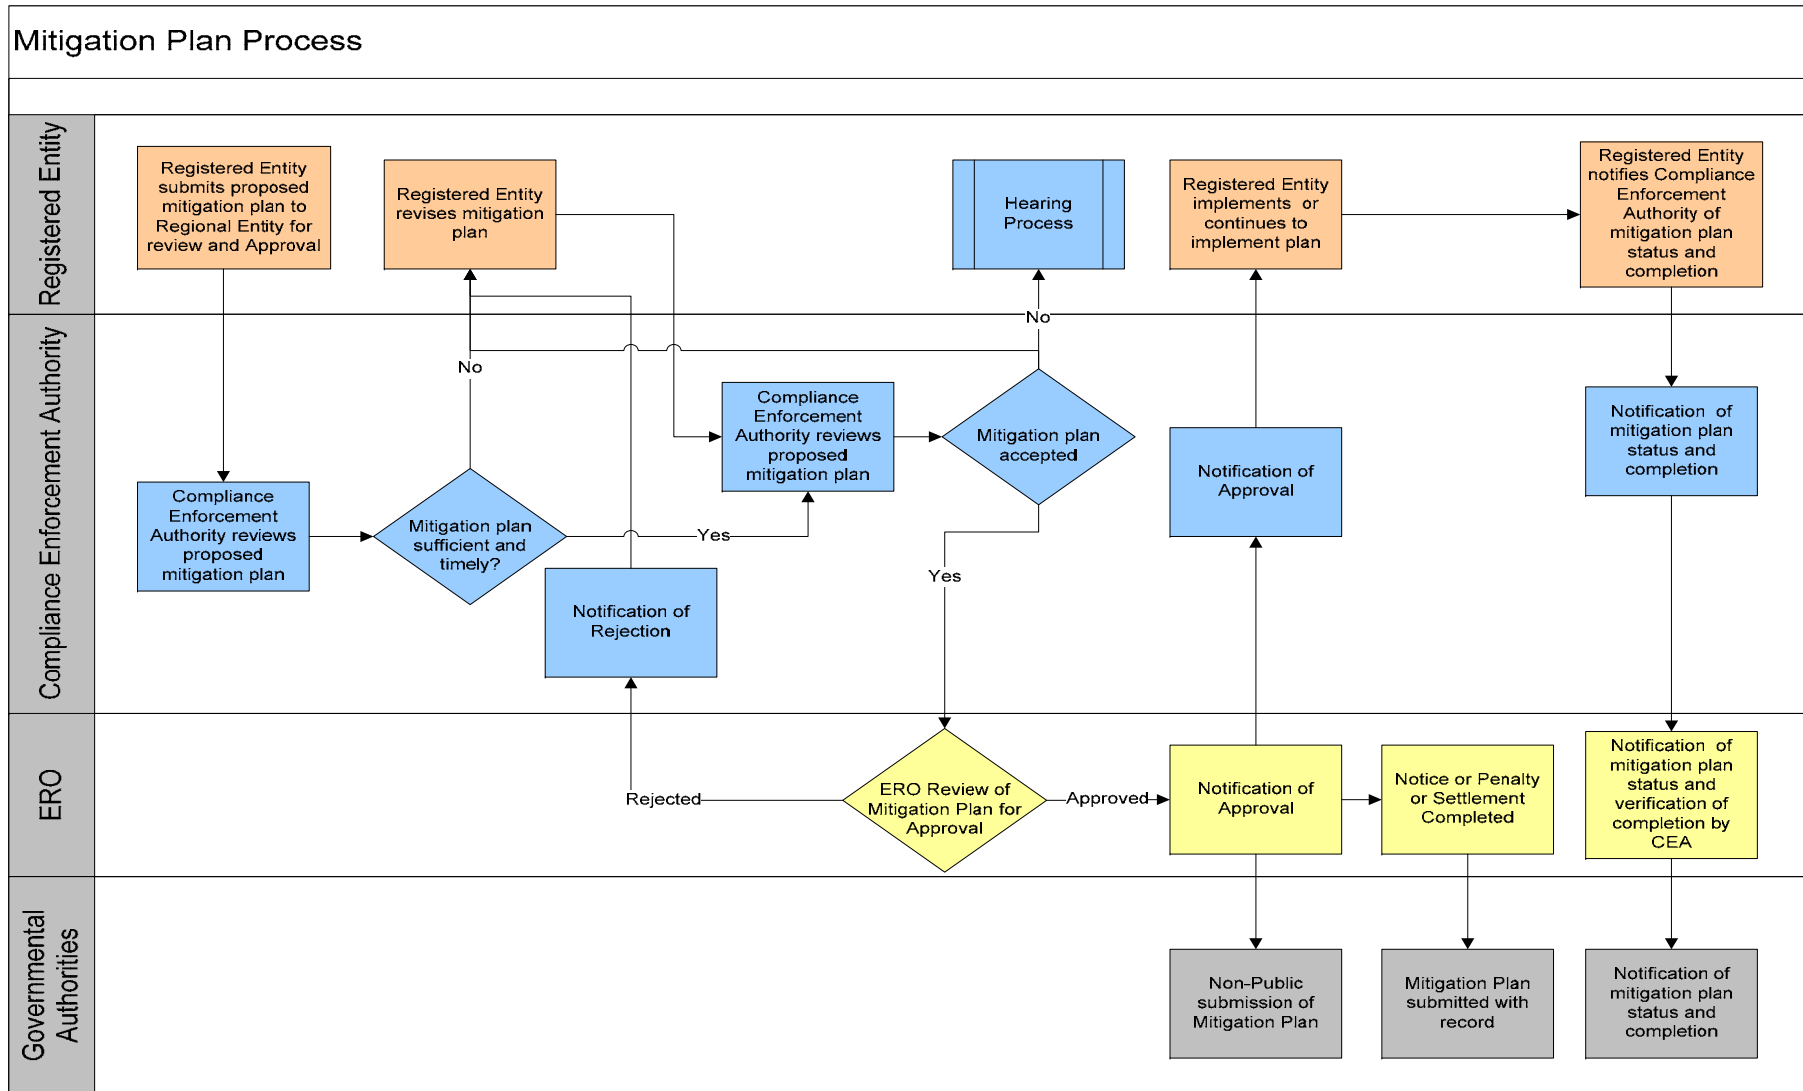 Mitigation Plan Process
Registered Entity
Registered Entity
submits proposed
mitigation plan to
Regional Entity for
review and Approval
Registered Entity
revises mitigation
plan
Hearing
Process
Registered Entity
implements or
continues to
implement plan
Registered Entity
notifies Compliance
Enforcement
Authority of
mitigation plan
status and
completion
Compliance Enforcement Authority
No
No
Compliance
Enforcement
Authority reviews
proposed
mitigation plan
Mitigation plan
sufficient and
timely?
Yes
Compliance
Enforcement
Authority reviews
proposed
mitigation plan
Mitigation plan
accepted
Yes
Notification of
Rejection
Notification of
Approval
Notification of
mitigation plan
status and
completion
ERO
Rejected
ERO Review of
Mitigation Plan for
Approval
Approved
Notification of
Approval
Notice or Penalty
or Settlement
Completed
Notification of
mitigation plan
status and
verification of
completion by
CEA
Governmental
Authorities
Non-Public
submission of
Mitigation Plan
Mitigation Plan
submitted with
record
Notification of
mitigation plan
status and
completion